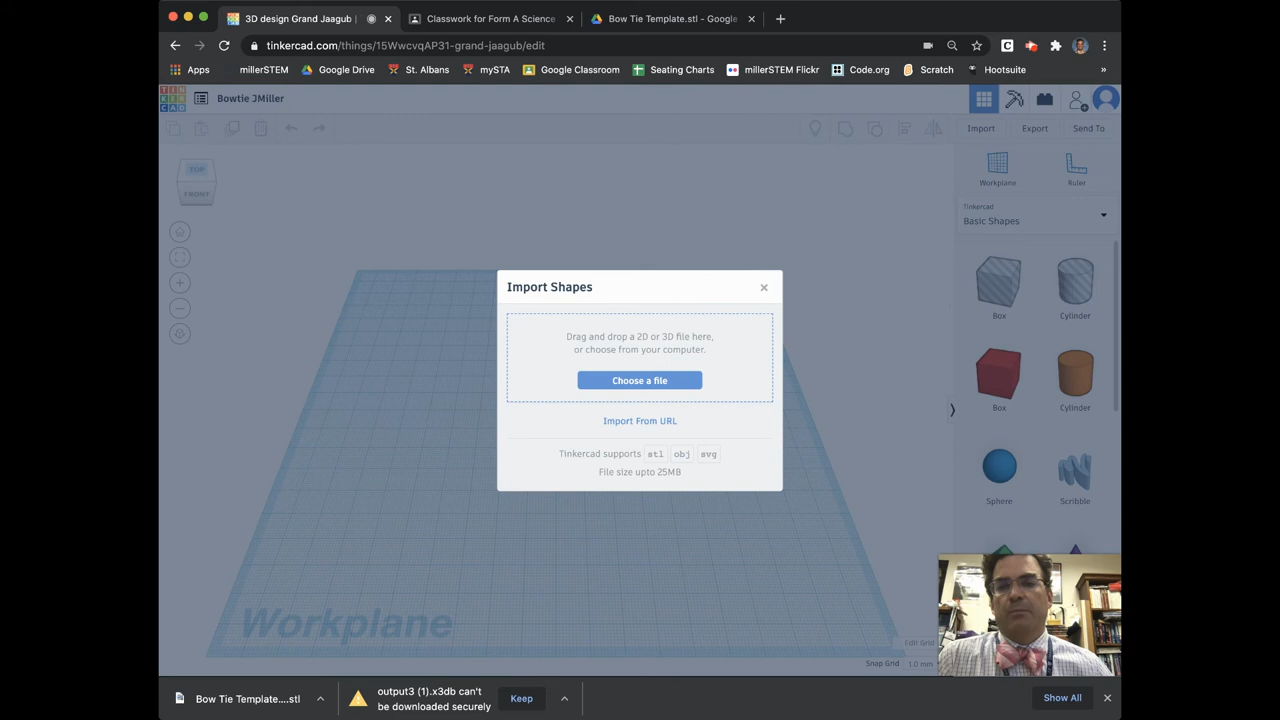 3D design Grand Jaagub
Classwork for Form A Science
Bow Tie Template.stl - Google
tinkercad.com/things/15WwcvqAP31-grand-jaagub/edit
Apps
millerSTEM
Google Drive
St. Albans
mySTA
Google Classroom
Seating Charts
millerSTEM Flickr
Code.org
Scratch
Hootsuite
»
TIN
KER
CAD
Bowtie JMiller
Import
Export
Send To
TOP
FRONT
Workplane
Ruler
Tinkercad
Basic Shapes
Box
Cylinder
Box
Cylinder
Sphere
Scribble
Import Shapes
Drag and drop a 2D or 3D file here,
or choose from your computer.
Choose a file
Import From URL
Tinkercad supports stl obj svg
File size upto 25MB
Workplane
Edit Grid
Snap Grid 1.0 mm
Bow Tie Template....stl
output3 (1).x3db can't
be downloaded securely
Keep
Show All